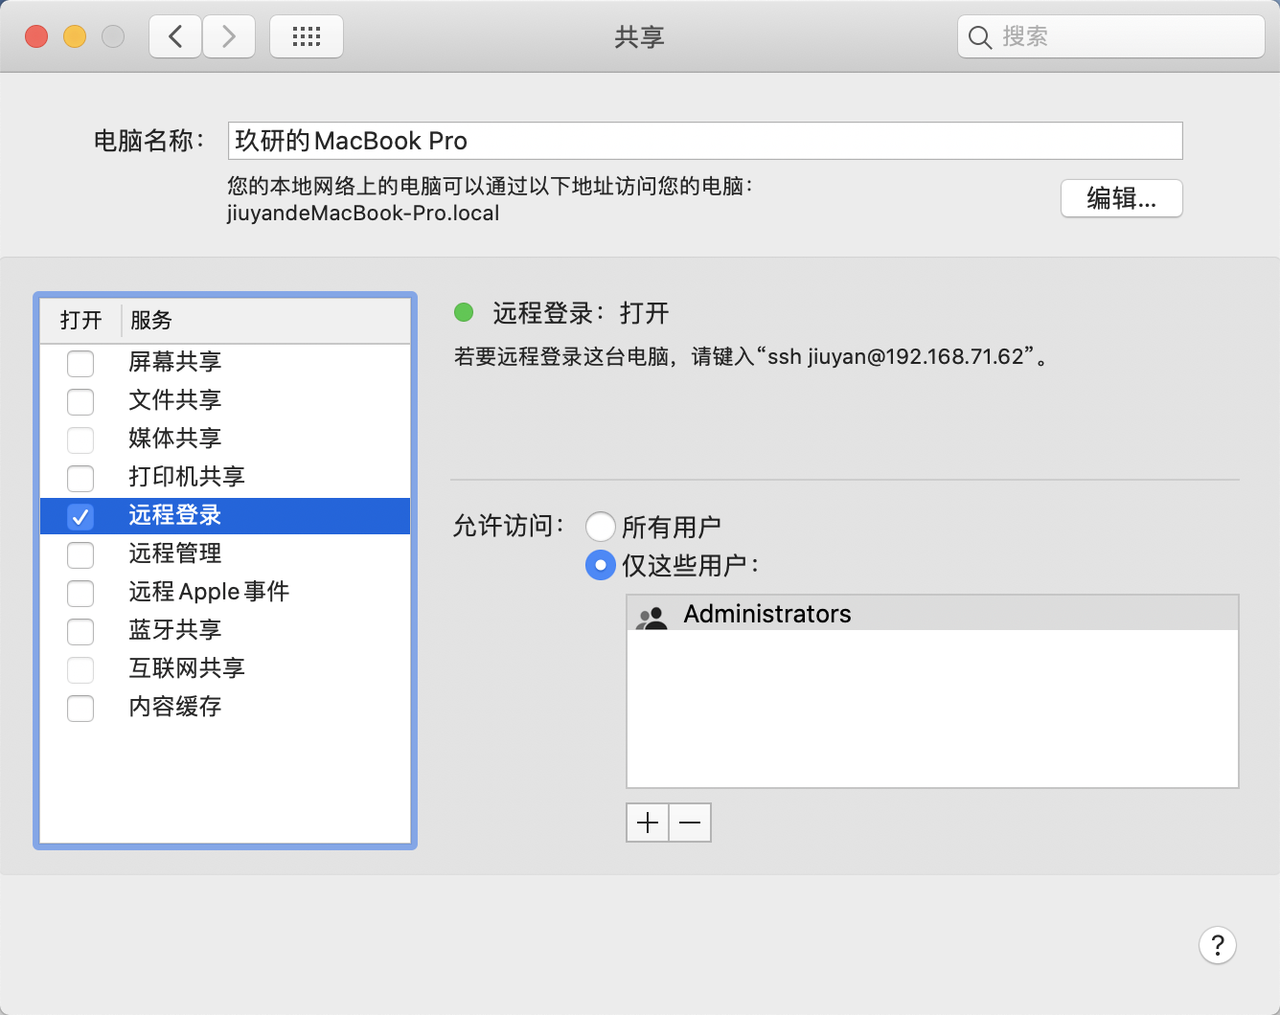 共享
搜索
电脑名称：
玖研的MacBook Pro
您的本地网络上的电脑可以通过以下地址访问您的电脑：
jiuyandeMacBook-Pro.local
编辑...
打开 服务
屏幕共享
文件共享
媒体共享
打印机共享
远程登录
远程管理
远程Apple事件
蓝牙共享
互联网共享
内容缓存
远程登录：打开
若要远程登录这台电脑，请键入“ssh jiuyan@192.168.71.62”。
允许访问：
所有用户
仅这些用户：
Administrators
+ —
?